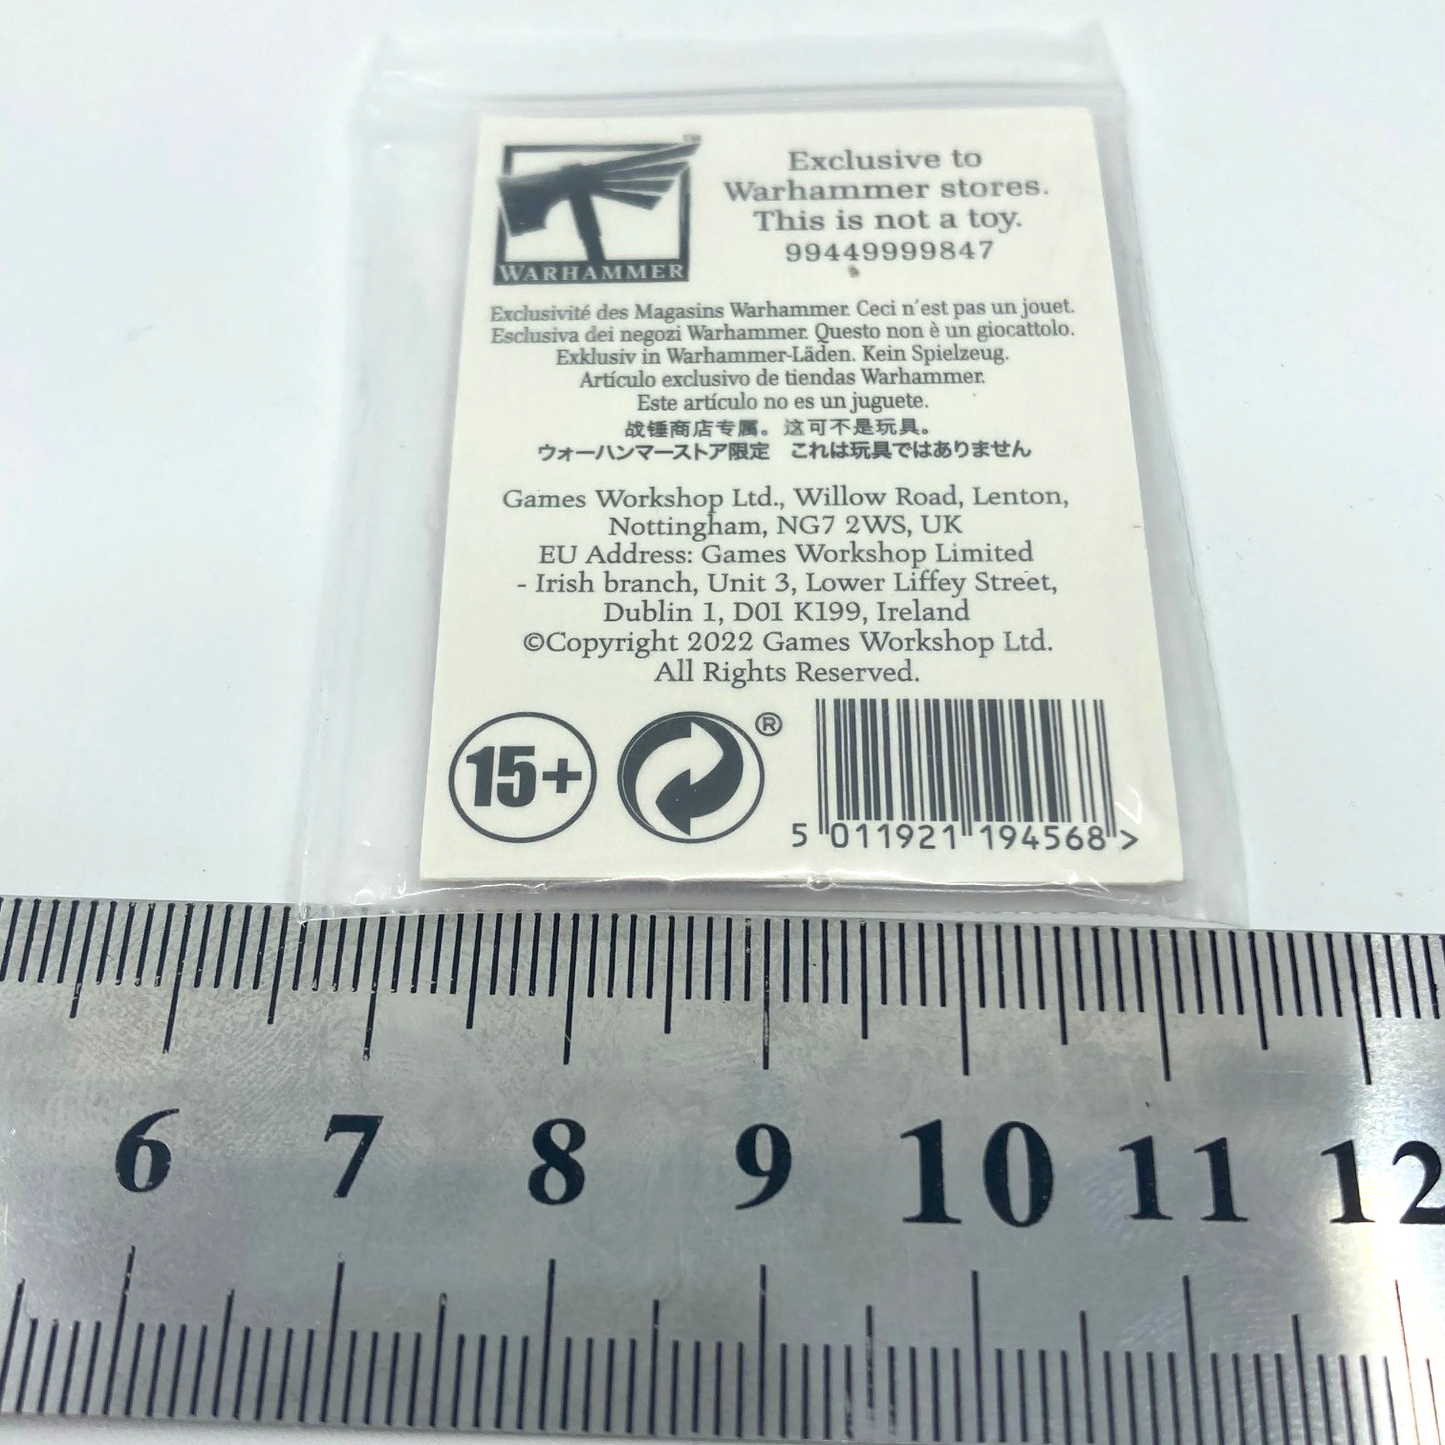 TM
WARHAMMER
Exclusive to
Warhammer stores.
This is not a toy.
99449999847
Exclusivité des Magasins Warhammer. Ceci n'est pas un jouet.
Esclusiva dei negozi Warhammer. Questo non è un giocattolo.
Exklusiv in Warhammer-Läden. Kein Spielzeug.
Artículo exclusivo de tiendas Warhammer.
Este artículo no es un juguete.
战锤商店专属。这可不是玩具。
ウォーハンマーストア限定 これは玩具ではありません
Games Workshop Ltd., Willow Road, Lenton,
Nottingham, NG7 2WS, UK
EU Address: Games Workshop Limited
- Irish branch, Unit 3, Lower Liffey Street,
Dublin 1, D01 K199, Ireland
©Copyright 2022 Games Workshop Ltd.
All Rights Reserved.
15+
®
5 011921 194568 >
6 7 8 9 10 11 12